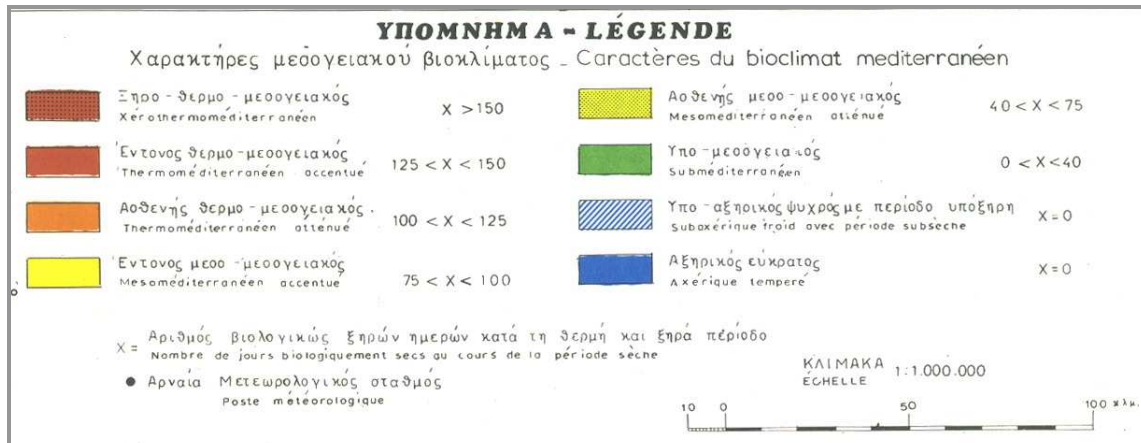 ΥΠΟΜΝΗΜΑ - LÉGENDE
Χαρακτήρες μεσογειακού βιοκλίματος - Caractères du bioclimat mediterranéen
Ξηρο - θερμο - μεσογειακός
Xérothermoméditerranéen
X > 150
Έντονος θερμο - μεσογειακός
Thermoméditerranéen accentué
125 < X < 150
Ασθενής θερμο - μεσογειακός.
Thermoméditerranéen atténué
100 < X < 125
Έντονος μεσο - μεσογειακός
Mesoméditerranéen accentue
75 < X < 100
Ασθενής μεσο - μεσογειακός
Mesoméditerranéen atténué
40 < X < 75
Υπο - μεσογειακός
Subméditerranéen
0 < X < 40
Υπο - αξηρικός ψυχρός με περίοδο υπόξηρη
Subaxérique froid avec période subsèche
X = 0
Αξηρικός εύκρατος
Axérique tempéré
X = 0
X = Αριθμός βιολογικώς ξηρών ημερών κατά τη θερμή και ξηρά περίοδο
Nombre de jours biologiquement secs au cours de la période sèche
Αρναία Μετεωρολογικός σταθμός
Poste météorologique
ΚΛΙΜΑΚΑ
ÉCHELLE
1:1.000.000
10 0 50 100 χλμ.